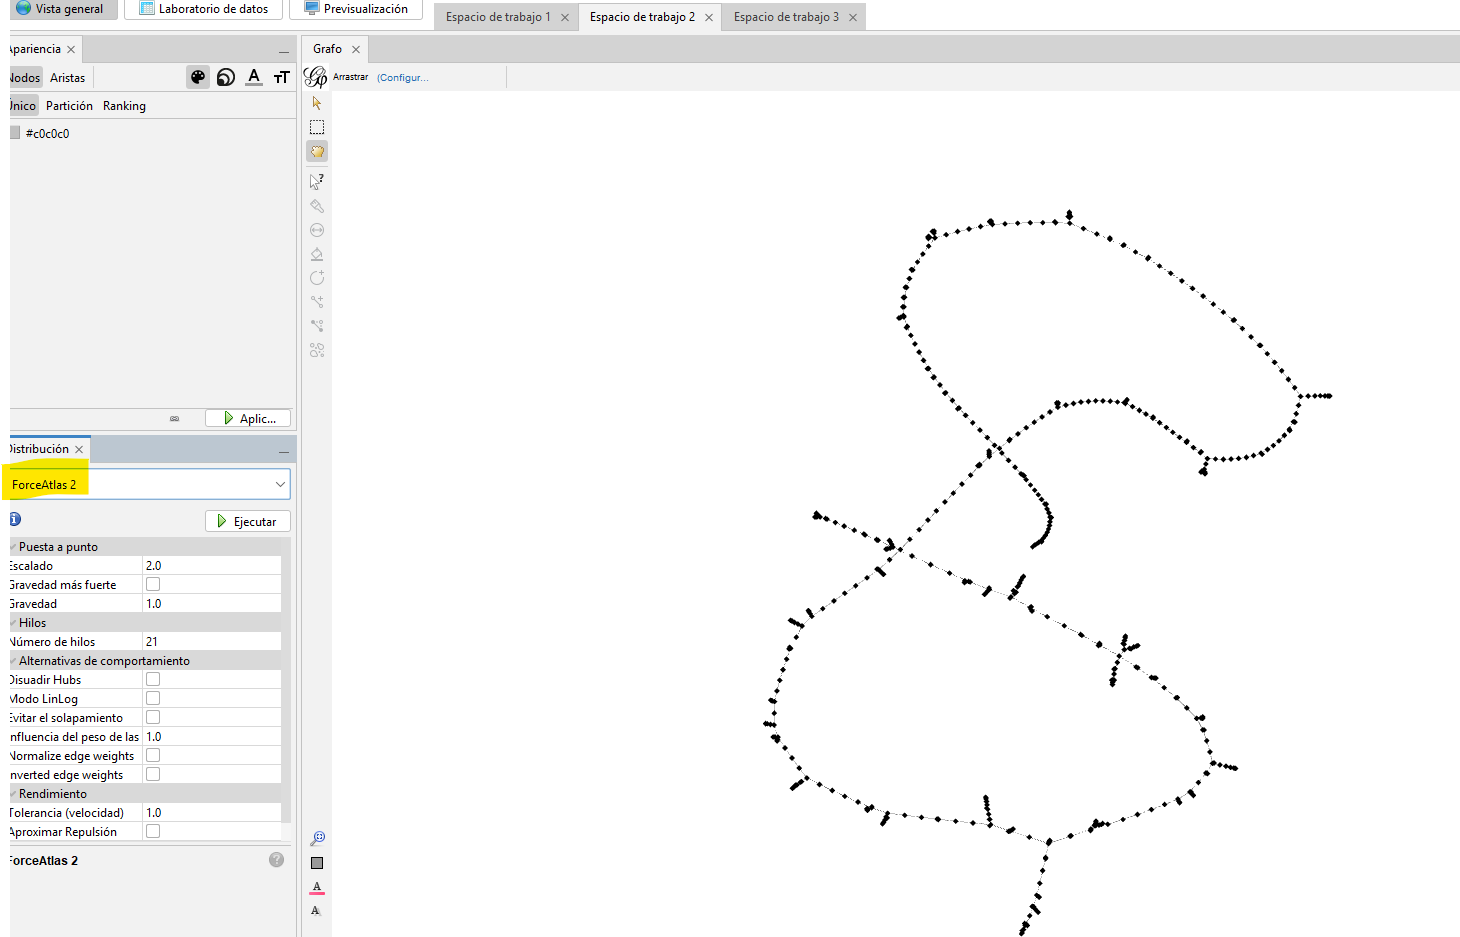 Vista general
Laboratorio de datos
Previsualización
Espacio de trabajo 1
Espacio de trabajo 2
Espacio de trabajo 3
Apariencia
Grafo
Nodos Aristas
A
TT
Arrastrar (Configur...
Único Partición Ranking
#c0c0c0
Aplic...
Distribución
ForceAtlas 2
Ejecutar
Puesta a punto
Escalado 2.0
Gravedad más fuerte
Gravedad 1.0
Hilos
Número de hilos 21
Alternativas de comportamiento
Disuadir Hubs
Modo LinLog
Evitar el solapamiento
nfluencia del peso de las 1.0
Normalize edge weights
nverted edge weights
Rendimiento
Tolerancia (velocidad) 1.0
Aproximar Repulsión
ForceAtlas 2
?
A
A